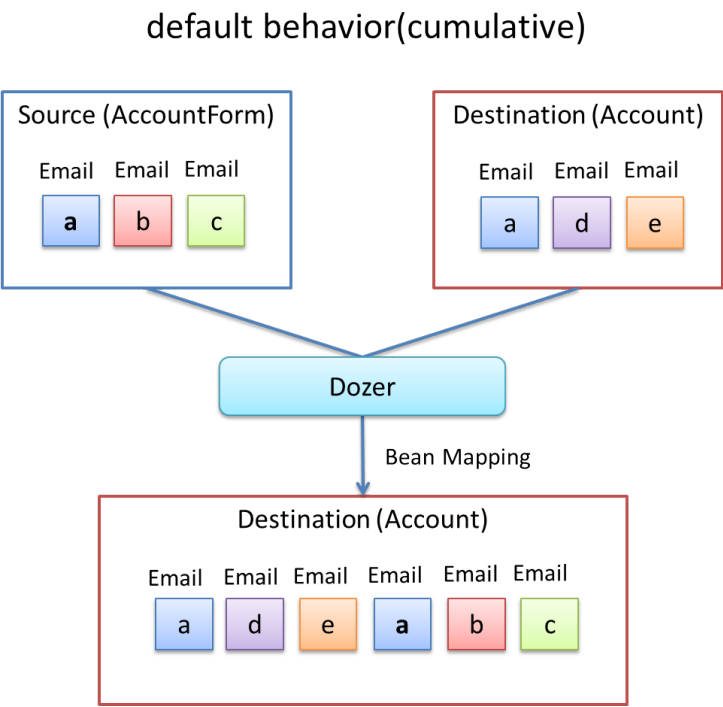 default behavior(cumulative)
Source (AccountForm)
Email Email Email
a b c
Destination (Account)
Email Email Email
a d e
Dozer
Bean Mapping
Destination (Account)
Email Email Email Email Email Email
a d e a b c